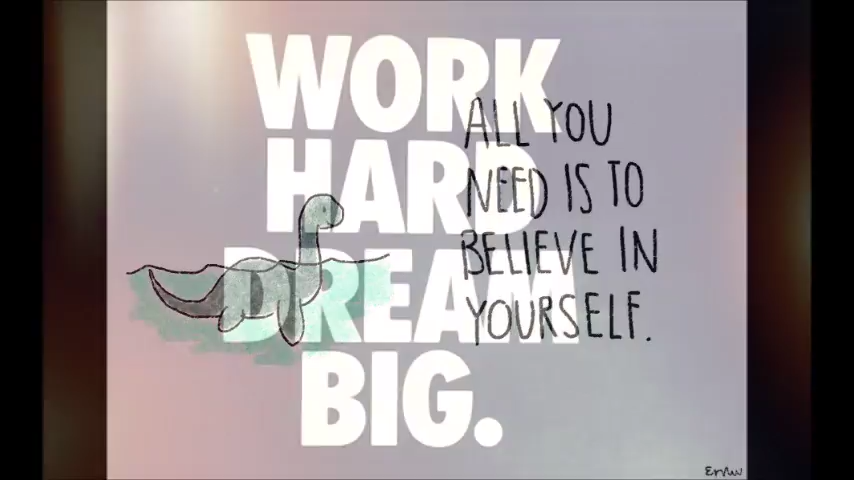 WORK
HARD
DREAM
BIG.
ALL YOU
NEED IS TO
BELIEVE IN
YOURSELF.